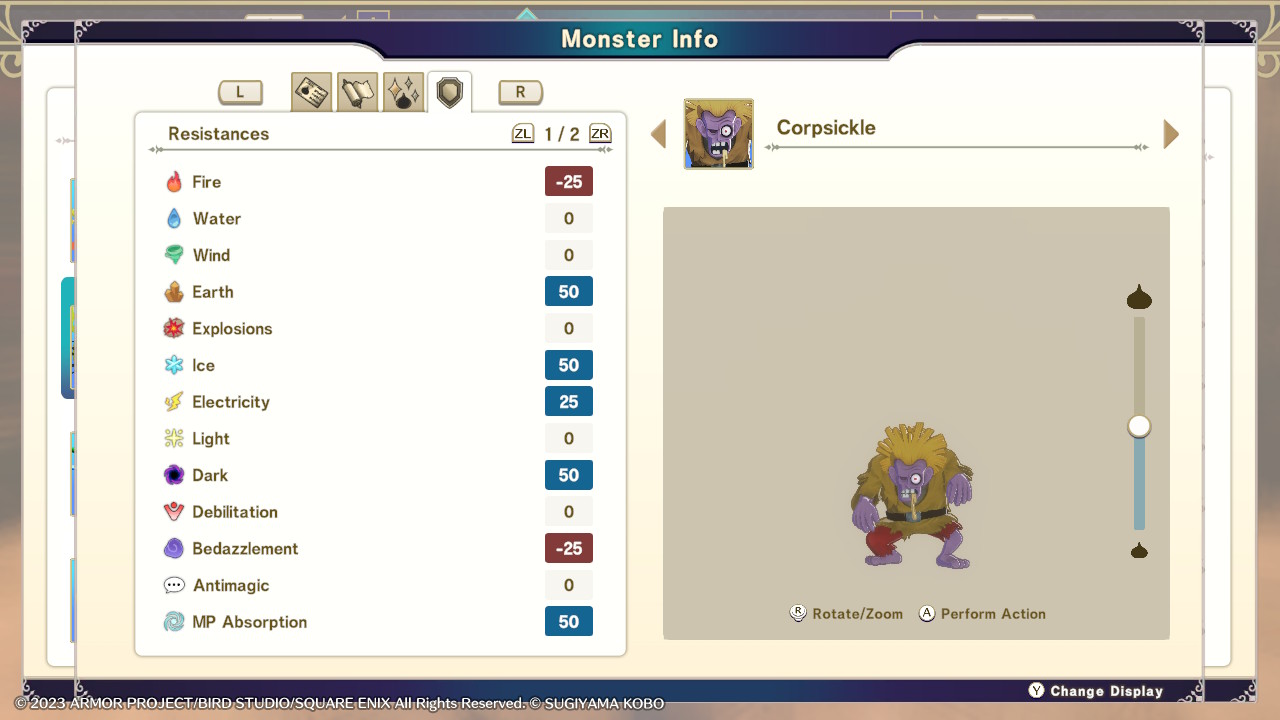 Monster Info
L
R
Resistances
ZL 1 / 2 ZR
Fire -25
Water 0
Wind 0
Earth 50
Explosions 0
Ice 50
Electricity 25
Light 0
Dark 50
Debilitation 0
Bedazzlement -25
Antimagic 0
MP Absorption 50
Corpsickle
R Rotate/Zoom A Perform Action
Y Change Display
© 2023 ARMOR PROJECT/BIRD STUDIO/SQUARE ENIX All Rights Reserved. © SUGIYAMA KOBO